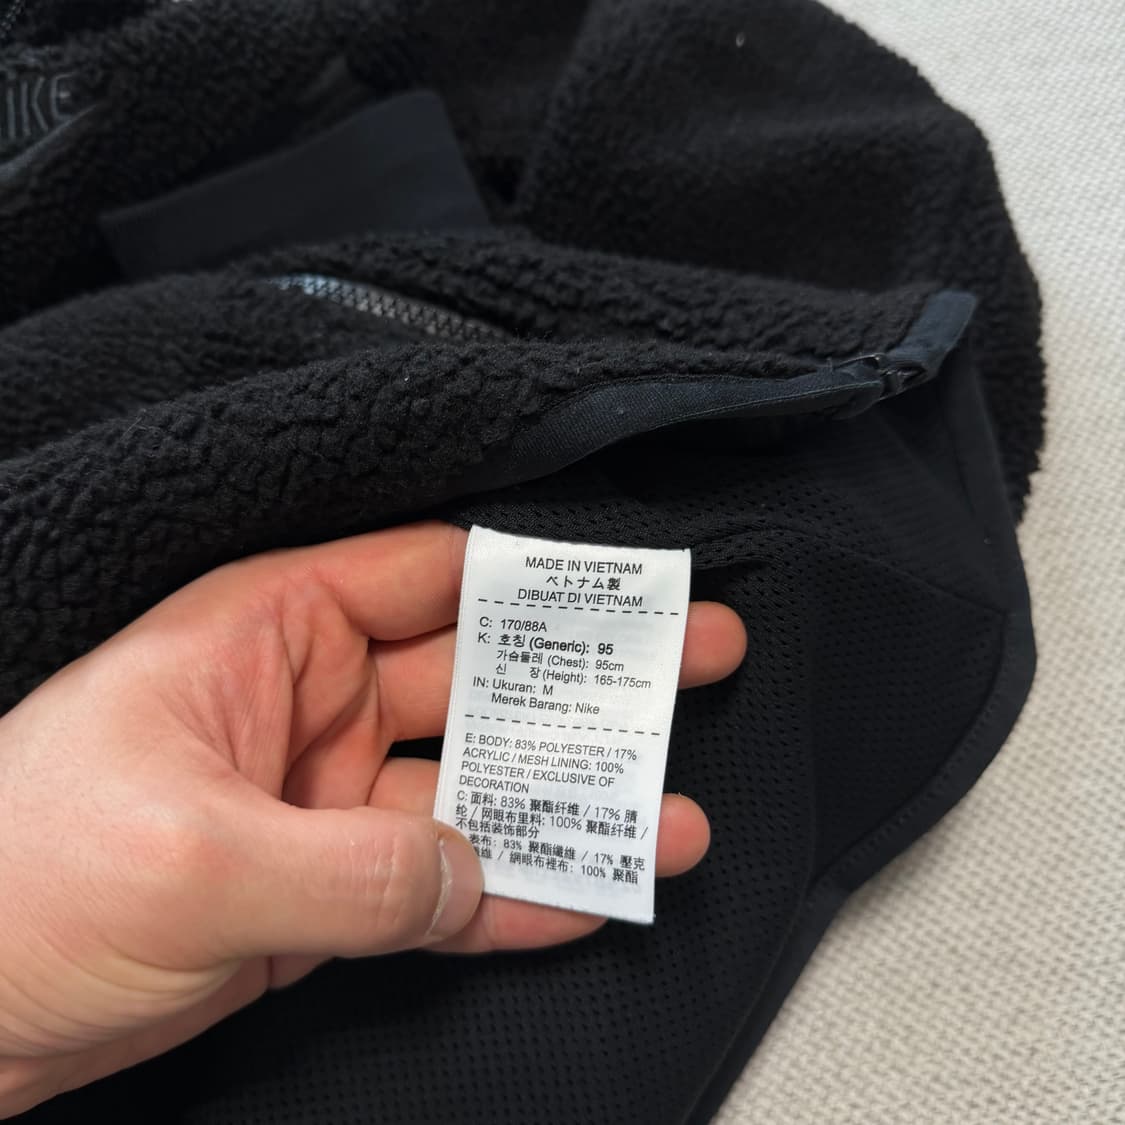 NIKE
MADE IN VIETNAM
ベトナム製
DIBUAT DI VIETNAM
C: 170/88A
K: 호칭 (Generic): 95
가슴둘레 (Chest): 95cm
신 장 (Height): 165-175cm
IN: Ukuran: M
Merek Barang: Nike
E: BODY: 83% POLYESTER / 17%
ACRYLIC / MESH LINING: 100%
POLYESTER / EXCLUSIVE OF
DECORATION
C: 面料: 83% 聚酯纤维 / 17% 腈
纶 / 网眼布里料: 100% 聚酯纤维 /
不包括装饰部分
表布: 83% 聚酯纖維 / 17% 壓克
維 / 網眼布裡布: 100% 聚酯